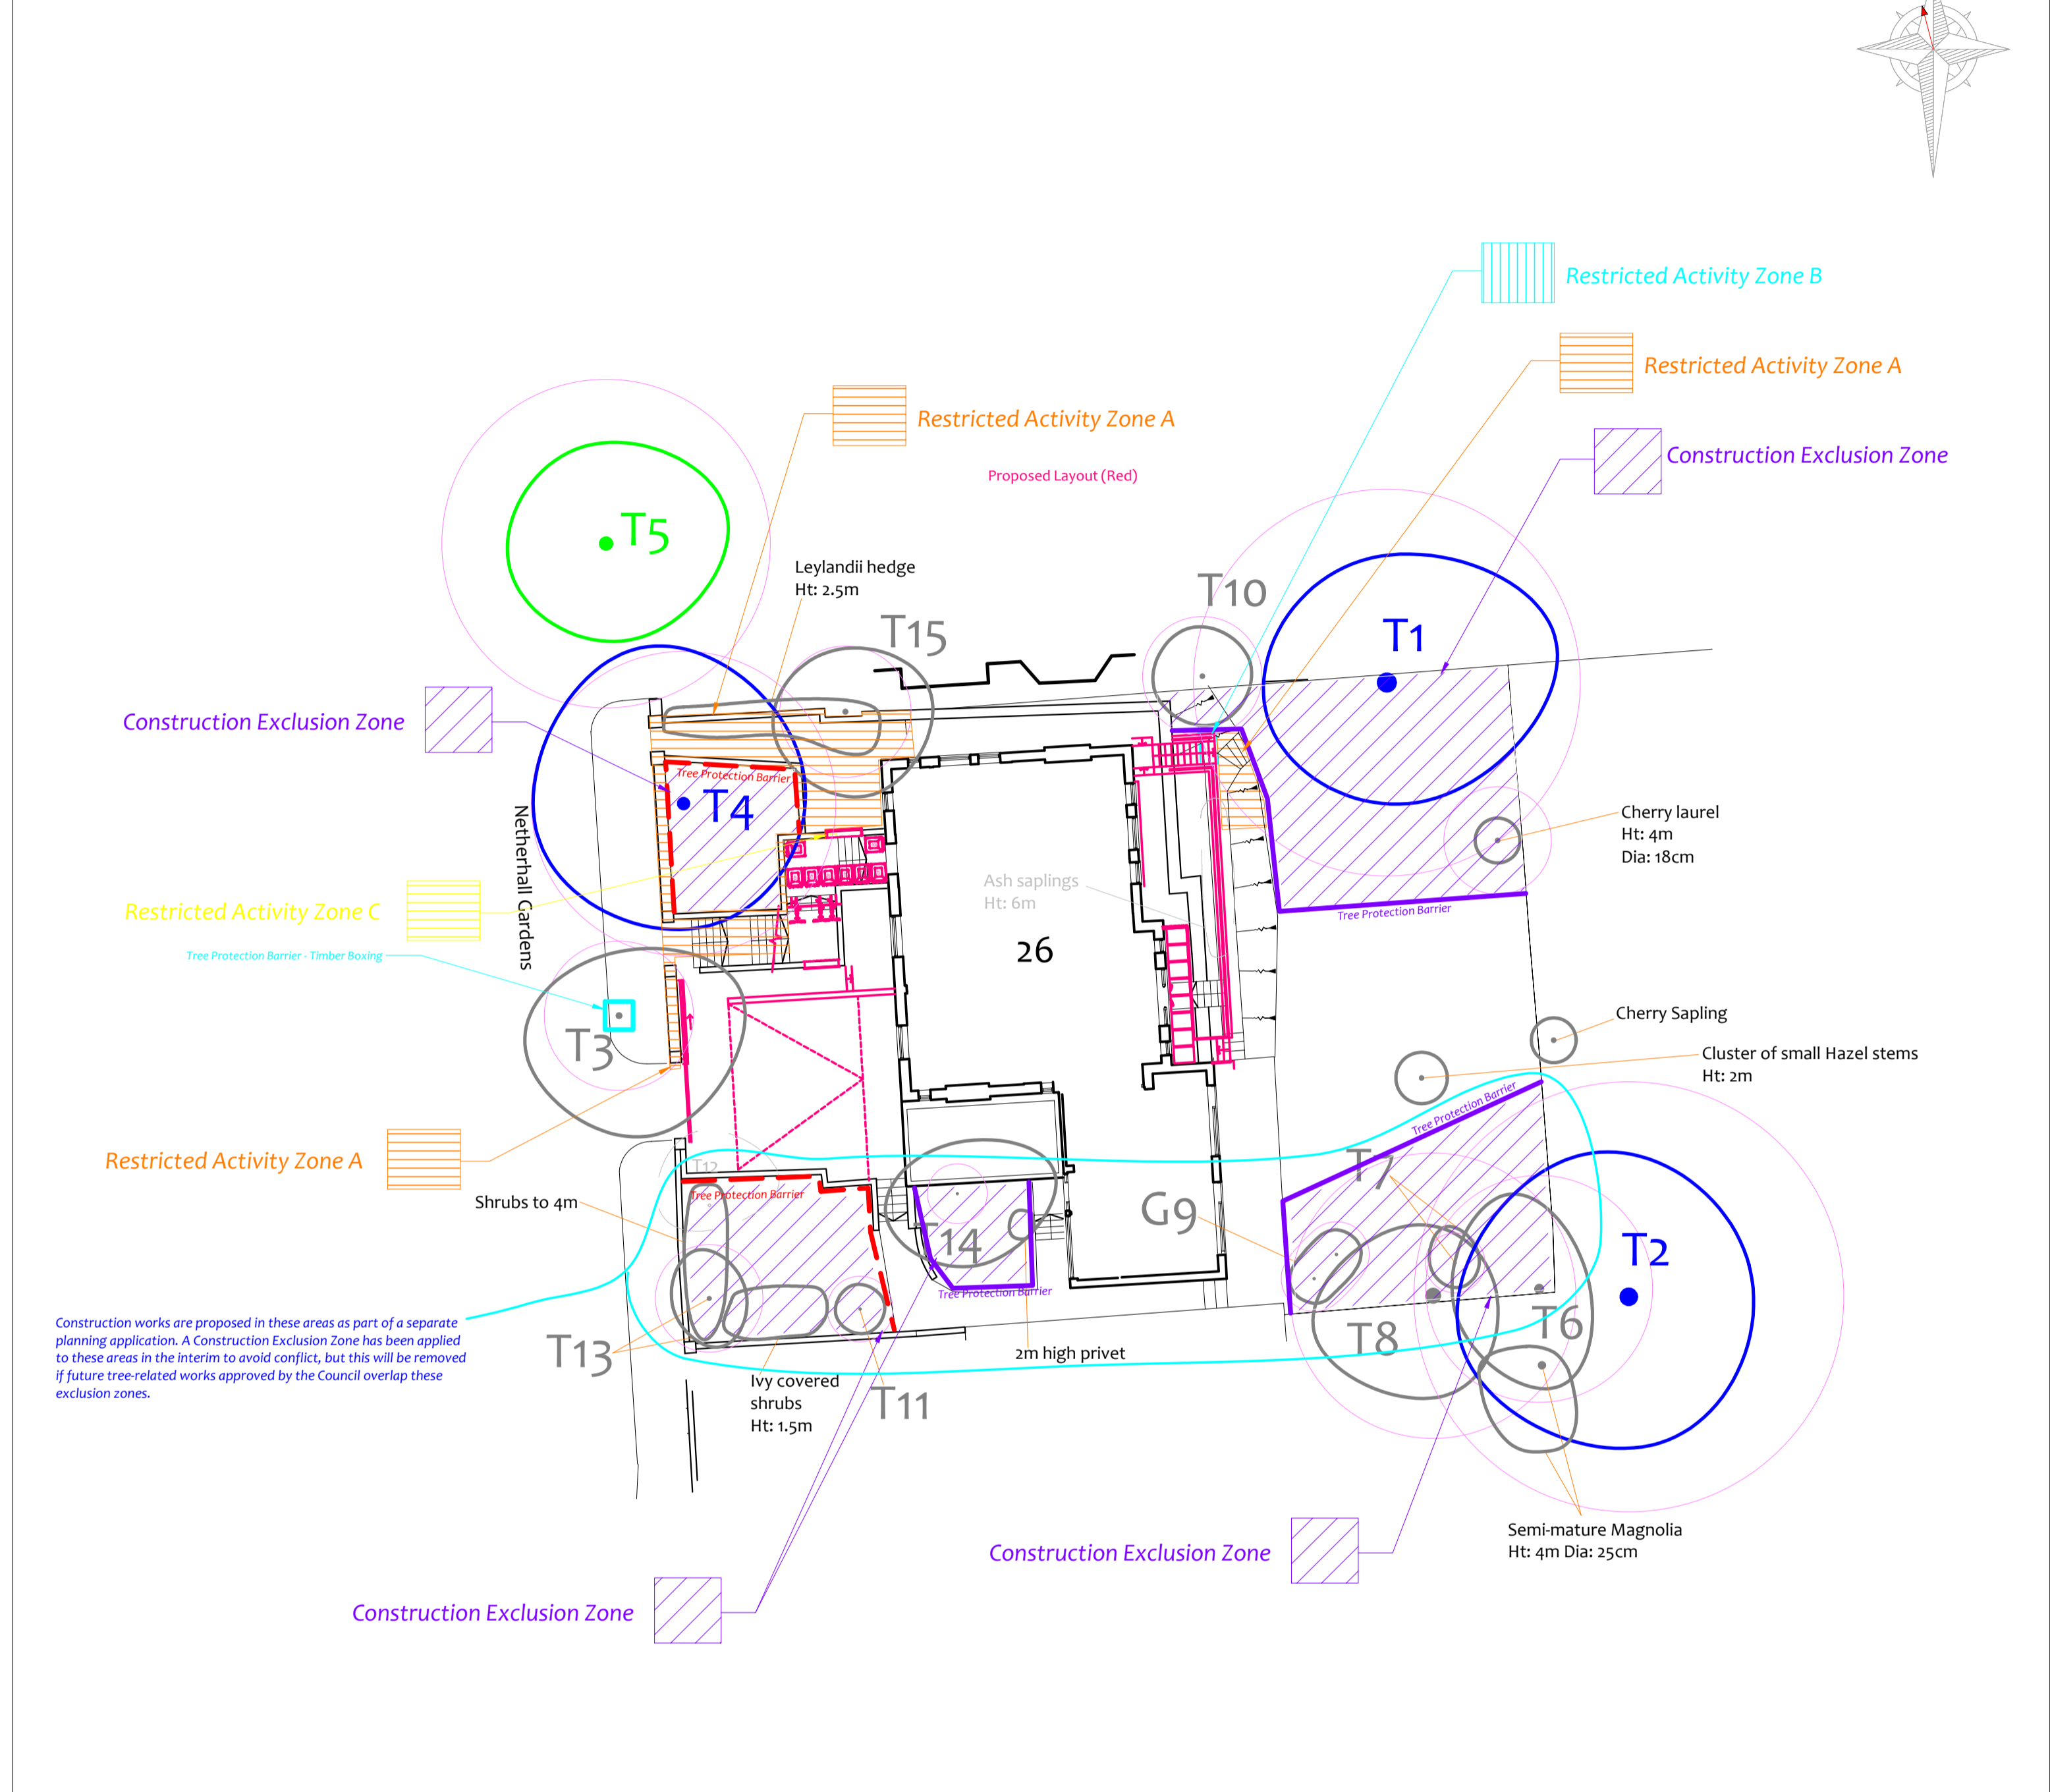 Restricted Activity Zone B
Restricted Activity Zone A
Restricted Activity Zone A
Construction Exclusion Zone
Proposed Layout (Red)
T5
Leylandii hedge
Ht: 2.5m
T10
T15
T1
Construction Exclusion Zone
Tree Protection Barrier
T4
Netherhall Gardens
Cherry laurel
Ht: 4m
Dia: 18cm
Ash saplings
Ht: 6m
Restricted Activity Zone C
Tree Protection Barrier
26
Tree Protection Barrier - Timber Boxing
Cherry Sapling
T3
Cluster of small Hazel stems
Ht: 2m
Tree Protection Barrier
Restricted Activity Zone A
T12
T7
Tree Protection Barrier
Shrubs to 4m
G9
T14
T2
Tree Protection Barrier
Construction works are proposed in these areas as part of a separate
planning application. A Construction Exclusion Zone has been applied
to these areas in the interim to avoid conflict, but this will be removed
if future tree-related works approved by the Council overlap these
exclusion zones.
T13
T8
T6
2m high privet
Ivy covered
shrubs
Ht: 1.5m
T11
Semi-mature Magnolia
Ht: 4m Dia: 25cm
Construction Exclusion Zone
Construction Exclusion Zone